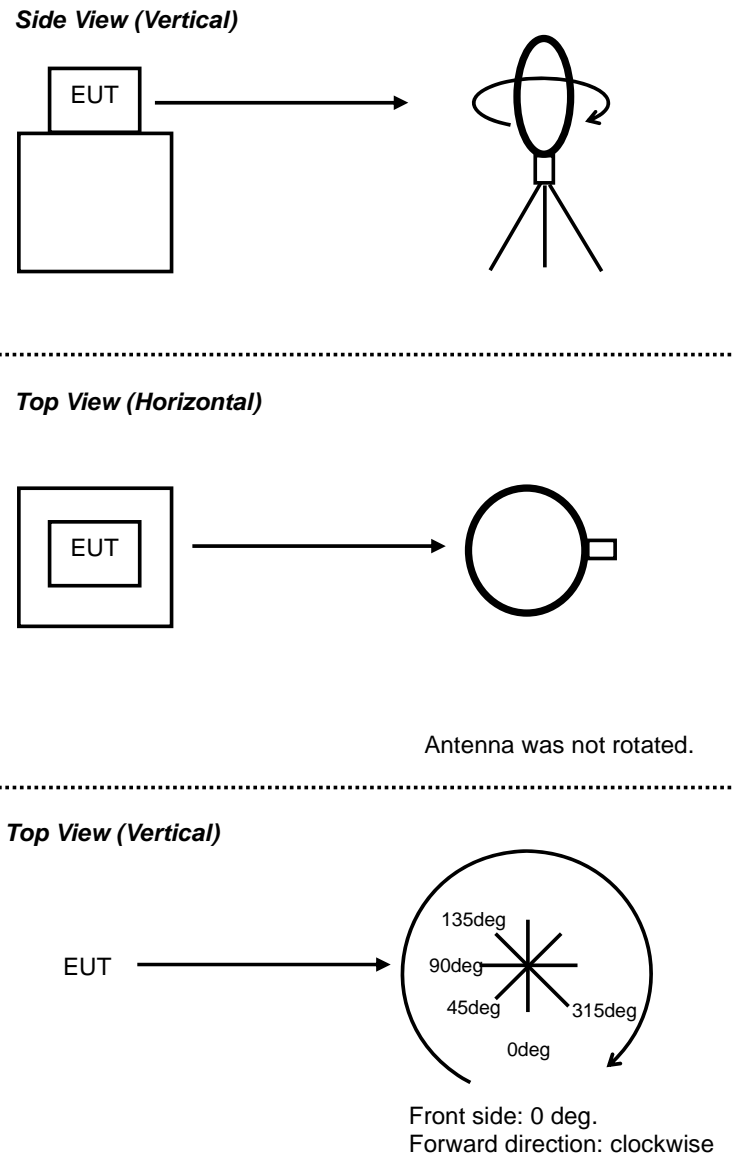 Side View (Vertical)
EUT
Top View (Horizontal)
EUT
Antenna was not rotated.
Top View (Vertical)
135deg
EUT
90deg
45deg
315deg
0deg
Front side: 0 deg.
Forward direction: clockwise